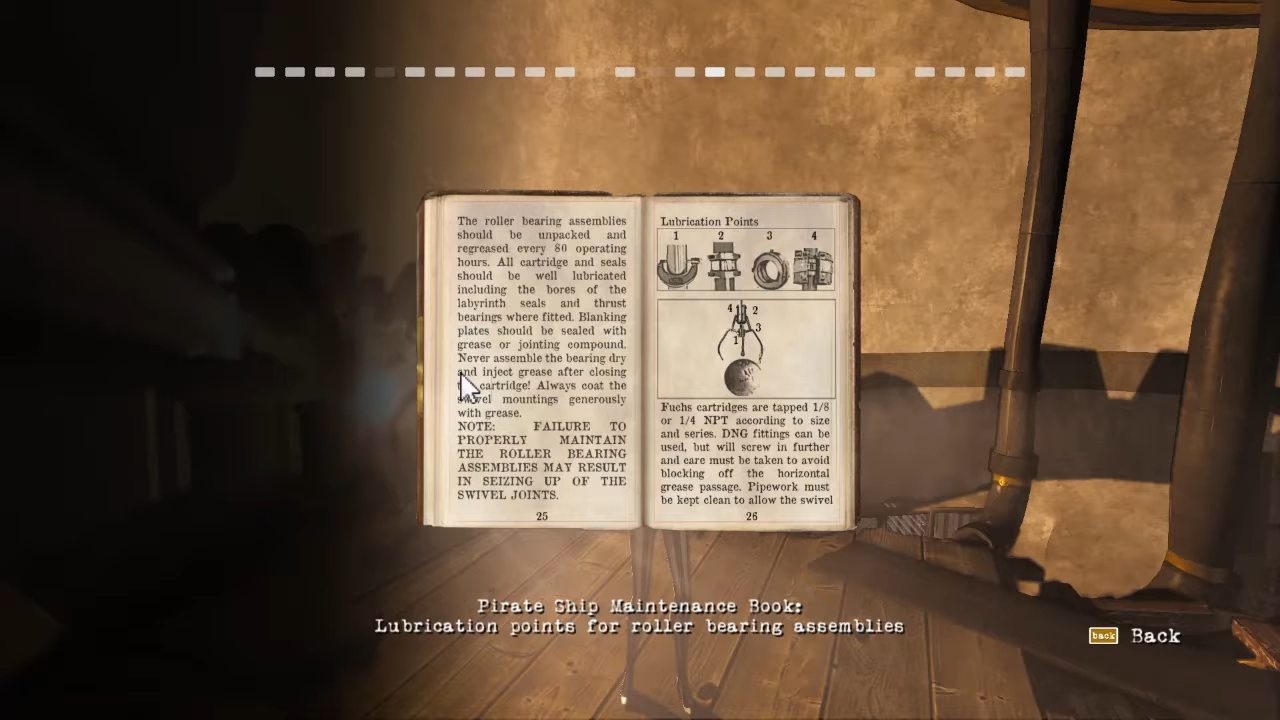 The roller bearing assemblies
should be unpacked and
regreased every 80 operating
hours. All cartridge and seals
should be well lubricated
including the bores of the
labyrinth seals and thrust
bearings where fitted. Blanking
plates should be sealed with
grease or jointing compound.
Never assemble the bearing dry
and inject grease after closing
cartridge! Always coat the
swivel mountings generously
with grease.
NOTE: FAILURE TO
PROPERLY MAINTAIN
THE ROLLER BEARING
ASSEMBLIES MAY RESULT
IN SEIZING UP OF THE
SWIVEL JOINTS.
25
Lubrication Points
1 2 3 4
4 2
3
1
Fuchs cartridges are tapped 1/8
or 1/4 NPT according to size
and series. DNG fittings can be
used, but will screw in further
and care must be taken to avoid
blocking off the horizontal
grease passage. Pipework must
be kept clean to allow the swivel
26
Pirate Ship Maintenance Book:
Lubrication points for roller bearing assemblies
back Back